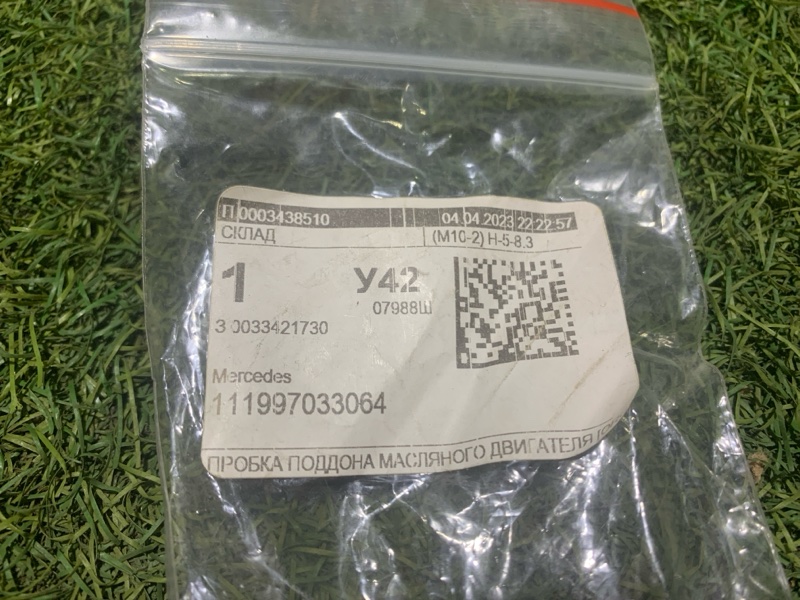 П 0003438510 04.04.2023 22:22:57
СКЛАД (М10-2) Н-5-8.3
1 У42
07988Ш
З 0033421730
Mercedes
111997033064
ПРОБКА ПОДДОНА МАСЛЯНОГО ДВИГАТЕЛЯ